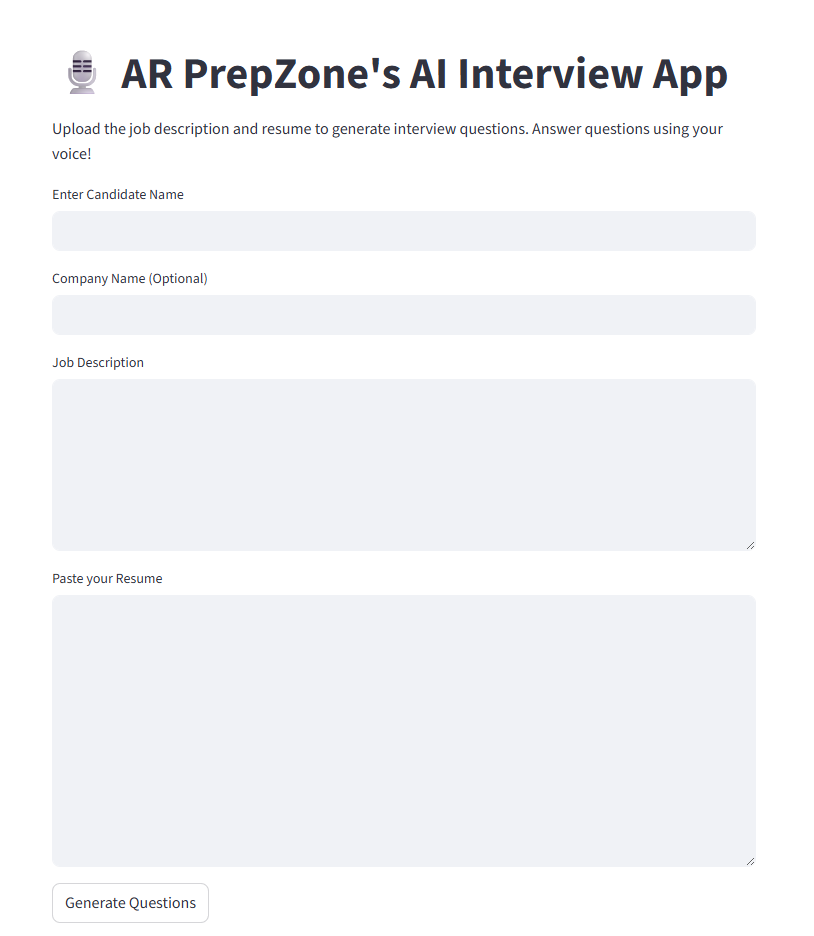 AR PrepZone's AI Interview App
Upload the job description and resume to generate interview questions. Answer questions using your
voice!
Enter Candidate Name
Company Name (Optional)
Job Description
Paste your Resume
Generate Questions